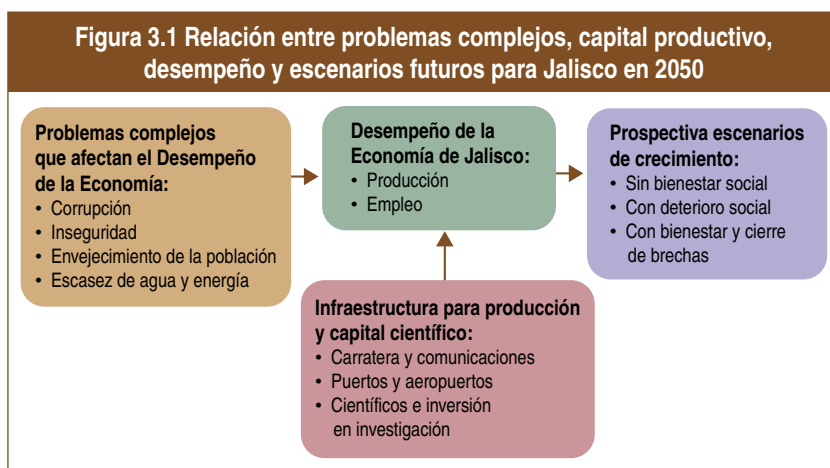 Figura 3.1 Relación entre problemas complejos, capital productivo,
desempeño y escenarios futuros para Jalisco en 2050
Problemas complejos
que afectan el Desempeño
de la Economía:
• Corrupción
• Inseguridad
• Envejecimiento de la población
• Escasez de agua y energía
Desempeño de la
Economía de Jalisco:
• Producción
• Empleo
Prospectiva escenarios
de crecimiento:
• Sin bienestar social
• Con deterioro social
• Con bienestar y cierre
de brechas
Infraestructura para producción
y capital científico:
• Carratera y comunicaciones
• Puertos y aeropuertos
• Científicos e inversión
en investigación